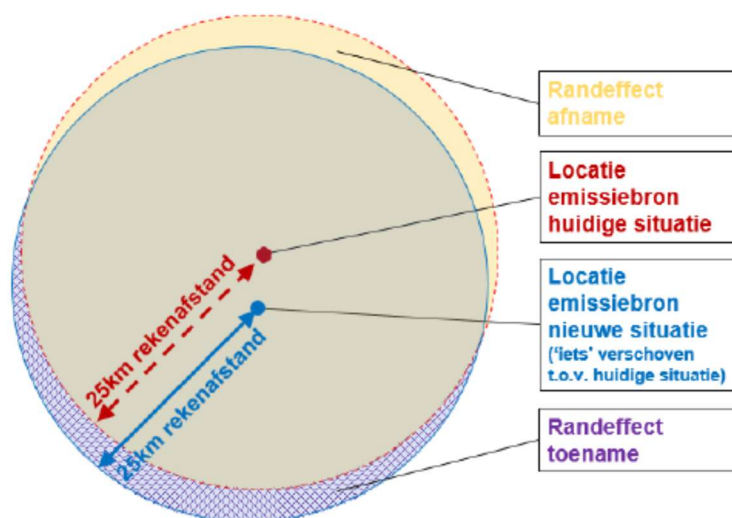 Randeffect
afname
Locatie
emissiebron
huidige situatie
25km rekenafstand
25km rekenafstand
Locatie
emissiebron
nieuwe situatie
('iets' verschoven
t.o.v. huidige situatie)
Randeffect
toename